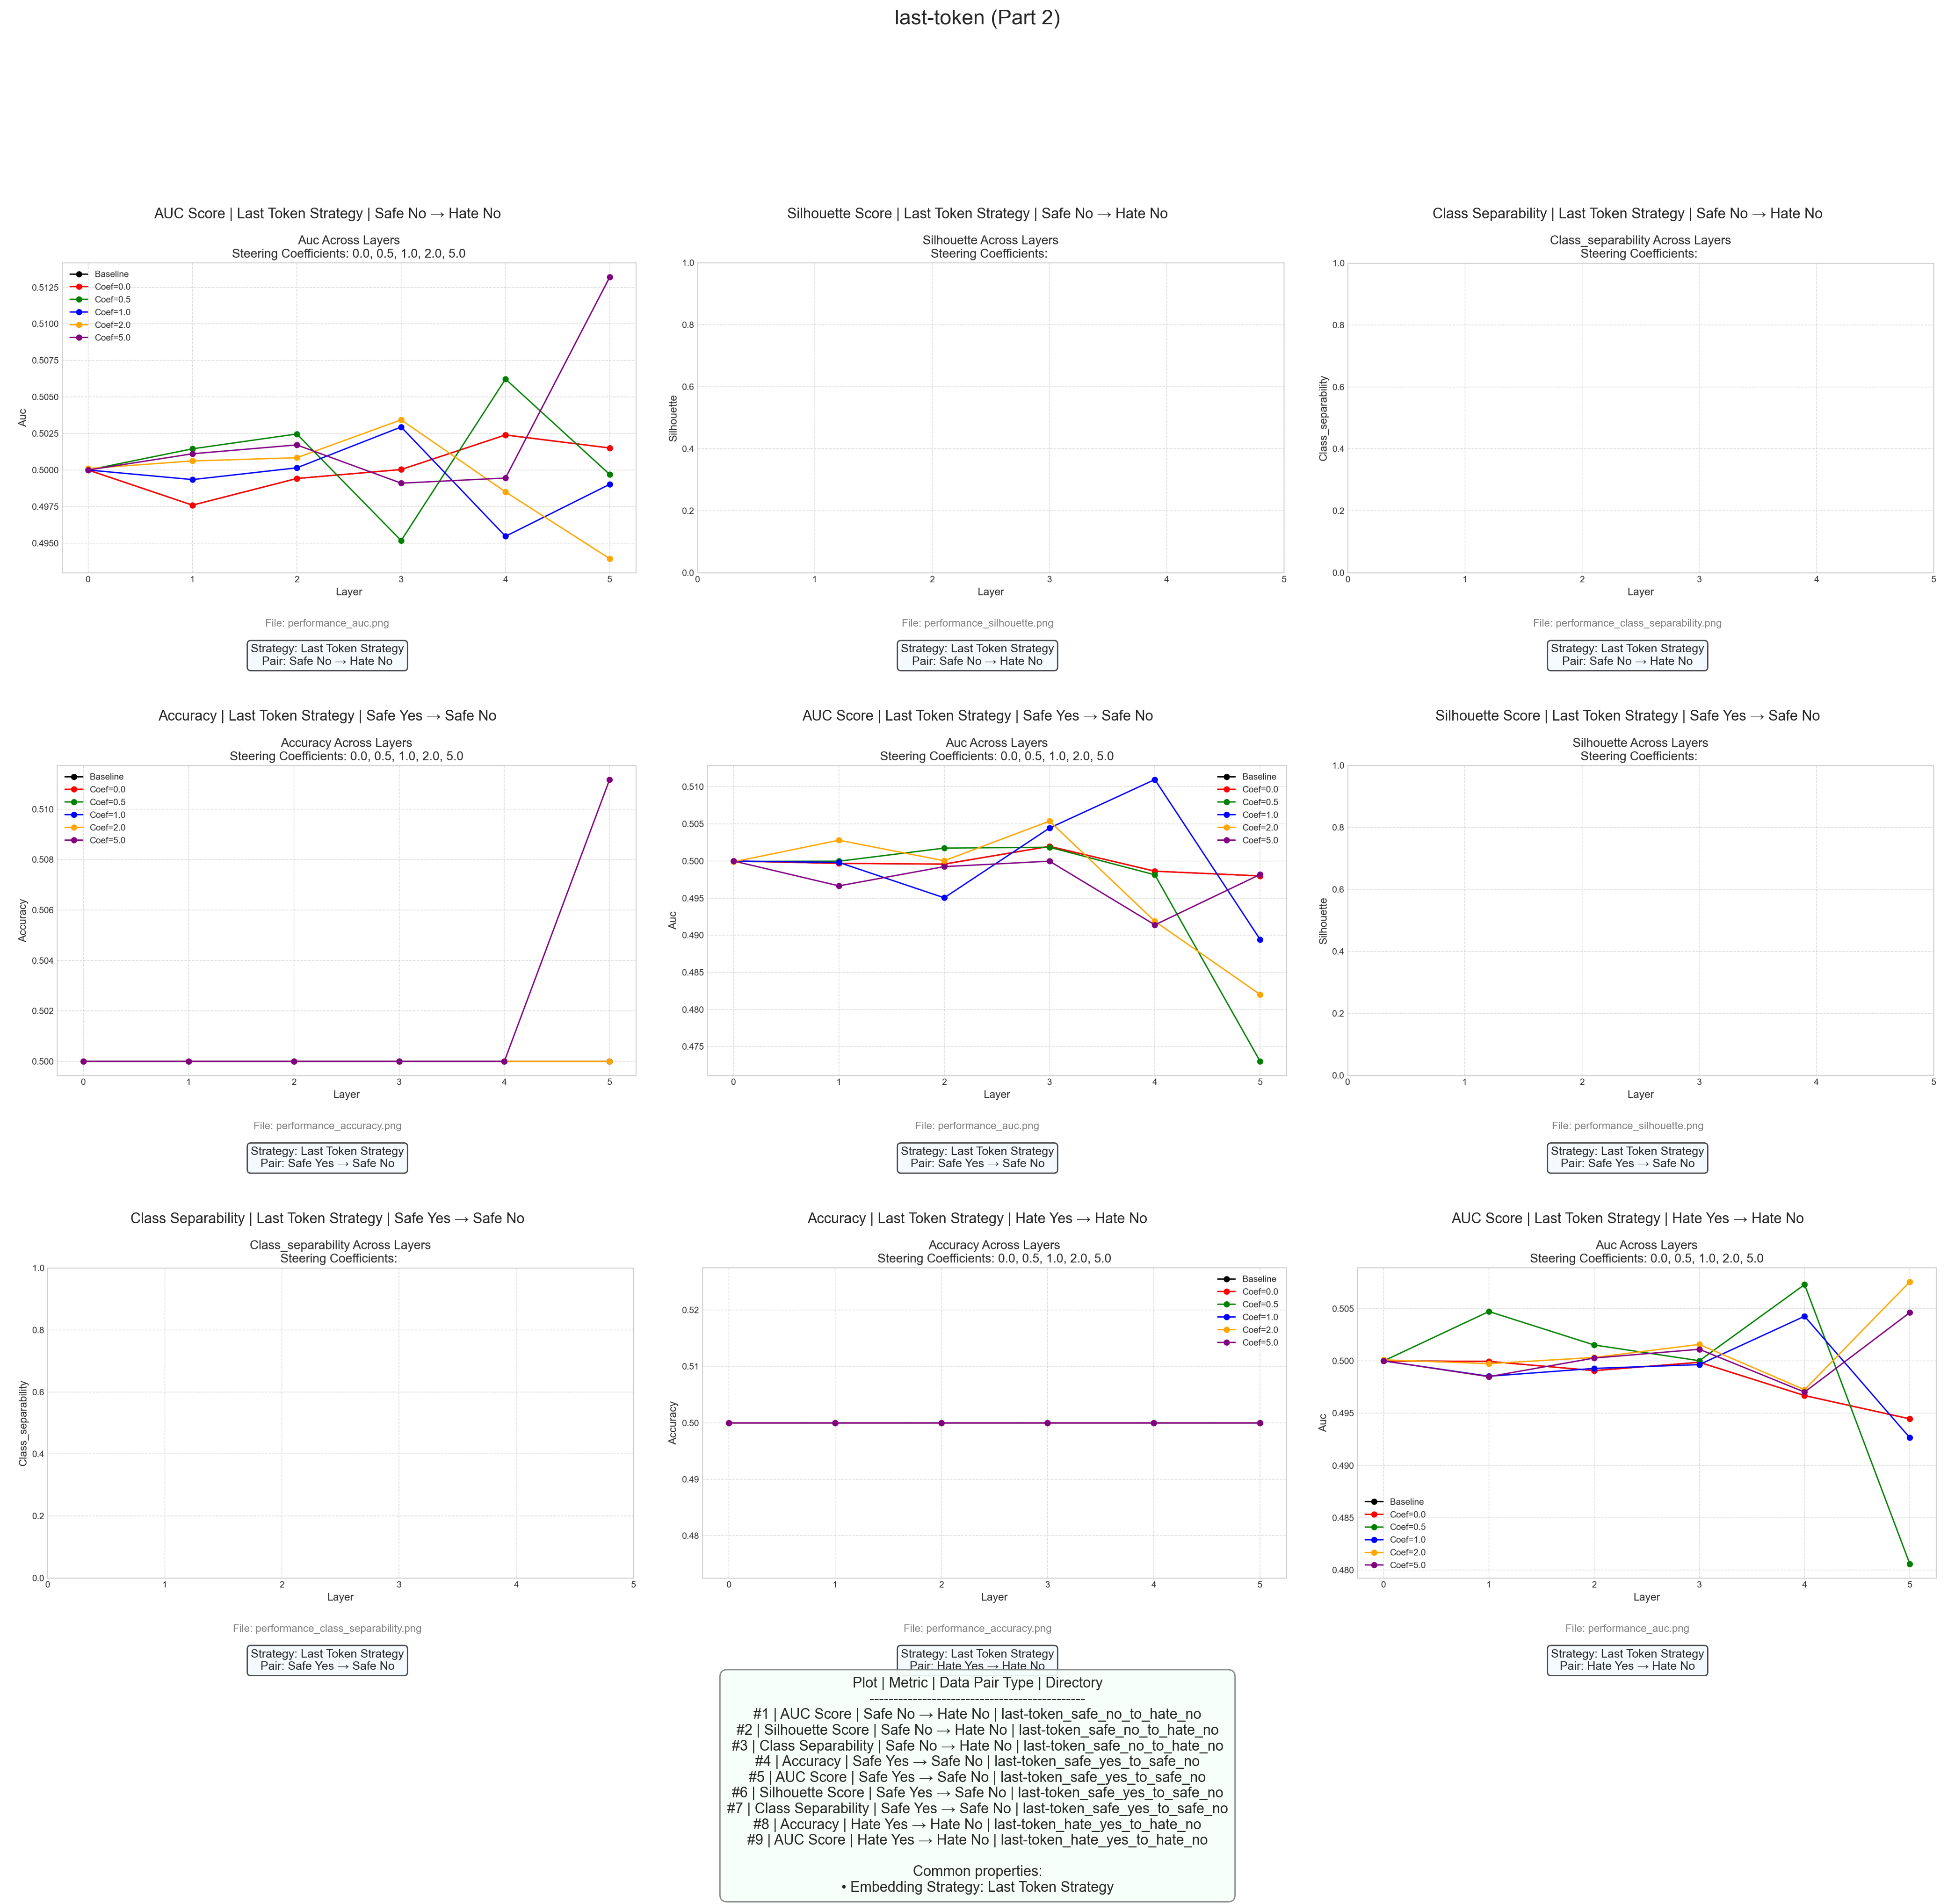 last-token (Part 2)
AUC Score | Last Token Strategy | Safe No → Hate No
Auc Across Layers
Steering Coefficients: 0.0, 0.5, 1.0, 2.0, 5.0
Baseline
Coef=0.0
Coef=0.5
Coef=1.0
Coef=2.0
Coef=5.0
0.5125
0.5100
0.5075
0.5050
0.5025
0.5000
0.4975
0.4950
Auc
0 1 2 3 4 5
Layer
File: performance_auc.png
Strategy: Last Token Strategy
Pair: Safe No → Hate No
Silhouette Score | Last Token Strategy | Safe No → Hate No
Silhouette Across Layers
Steering Coefficients:
1.0
0.8
0.6
0.4
0.2
0.0
Silhouette
0 1 2 3 4 5
Layer
File: performance_silhouette.png
Strategy: Last Token Strategy
Pair: Safe No → Hate No
Class Separability | Last Token Strategy | Safe No → Hate No
Class_separability Across Layers
Steering Coefficients:
1.0
0.8
0.6
0.4
0.2
0.0
Class_separability
0 1 2 3 4 5
Layer
File: performance_class_separability.png
Strategy: Last Token Strategy
Pair: Safe No → Hate No
Accuracy | Last Token Strategy | Safe Yes → Safe No
Accuracy Across Layers
Steering Coefficients: 0.0, 0.5, 1.0, 2.0, 5.0
Baseline
Coef=0.0
Coef=0.5
Coef=1.0
Coef=2.0
Coef=5.0
0.510
0.508
0.506
0.504
0.502
0.500
Accuracy
0 1 2 3 4 5
Layer
File: performance_accuracy.png
Strategy: Last Token Strategy
Pair: Safe Yes → Safe No
AUC Score | Last Token Strategy | Safe Yes → Safe No
Auc Across Layers
Steering Coefficients: 0.0, 0.5, 1.0, 2.0, 5.0
Baseline
Coef=0.0
Coef=0.5
Coef=1.0
Coef=2.0
Coef=5.0
0.510
0.505
0.500
0.495
0.490
0.485
0.480
0.475
Auc
0 1 2 3 4 5
Layer
File: performance_auc.png
Strategy: Last Token Strategy
Pair: Safe Yes → Safe No
Silhouette Score | Last Token Strategy | Safe Yes → Safe No
Silhouette Across Layers
Steering Coefficients:
1.0
0.8
0.6
0.4
0.2
0.0
Silhouette
0 1 2 3 4 5
Layer
File: performance_silhouette.png
Strategy: Last Token Strategy
Pair: Safe Yes → Safe No
Class Separability | Last Token Strategy | Safe Yes → Safe No
Class_separability Across Layers
Steering Coefficients:
1.0
0.8
0.6
0.4
0.2
0.0
Class_separability
0 1 2 3 4 5
Layer
File: performance_class_separability.png
Strategy: Last Token Strategy
Pair: Safe Yes → Safe No
Accuracy | Last Token Strategy | Hate Yes → Hate No
Accuracy Across Layers
Steering Coefficients: 0.0, 0.5, 1.0, 2.0, 5.0
Baseline
Coef=0.0
Coef=0.5
Coef=1.0
Coef=2.0
Coef=5.0
0.52
0.51
0.50
0.49
0.48
Accuracy
0 1 2 3 4 5
Layer
File: performance_accuracy.png
Strategy: Last Token Strategy
Pair: Hate Yes → Hate No
AUC Score | Last Token Strategy | Hate Yes → Hate No
Auc Across Layers
Steering Coefficients: 0.0, 0.5, 1.0, 2.0, 5.0
0.505
0.500
0.495
0.490
0.485
0.480
Auc
Baseline
Coef=0.0
Coef=0.5
Coef=1.0
Coef=2.0
Coef=5.0
0 1 2 3 4 5
Layer
File: performance_auc.png
Strategy: Last Token Strategy
Pair: Hate Yes → Hate No
Plot | Metric | Data Pair Type | Directory
---------------------------------------------
#1 | AUC Score | Safe No → Hate No | last-token_safe_no_to_hate_no
#2 | Silhouette Score | Safe No → Hate No | last-token_safe_no_to_hate_no
#3 | Class Separability | Safe No → Hate No | last-token_safe_no_to_hate_no
#4 | Accuracy | Safe Yes → Safe No | last-token_safe_yes_to_safe_no
#5 | AUC Score | Safe Yes → Safe No | last-token_safe_yes_to_safe_no
#6 | Silhouette Score | Safe Yes → Safe No | last-token_safe_yes_to_safe_no
#7 | Class Separability | Safe Yes → Safe No | last-token_safe_yes_to_safe_no
#8 | Accuracy | Hate Yes → Hate No | last-token_hate_yes_to_hate_no
#9 | AUC Score | Hate Yes → Hate No | last-token_hate_yes_to_hate_no
Common properties:
• Embedding Strategy: Last Token Strategy